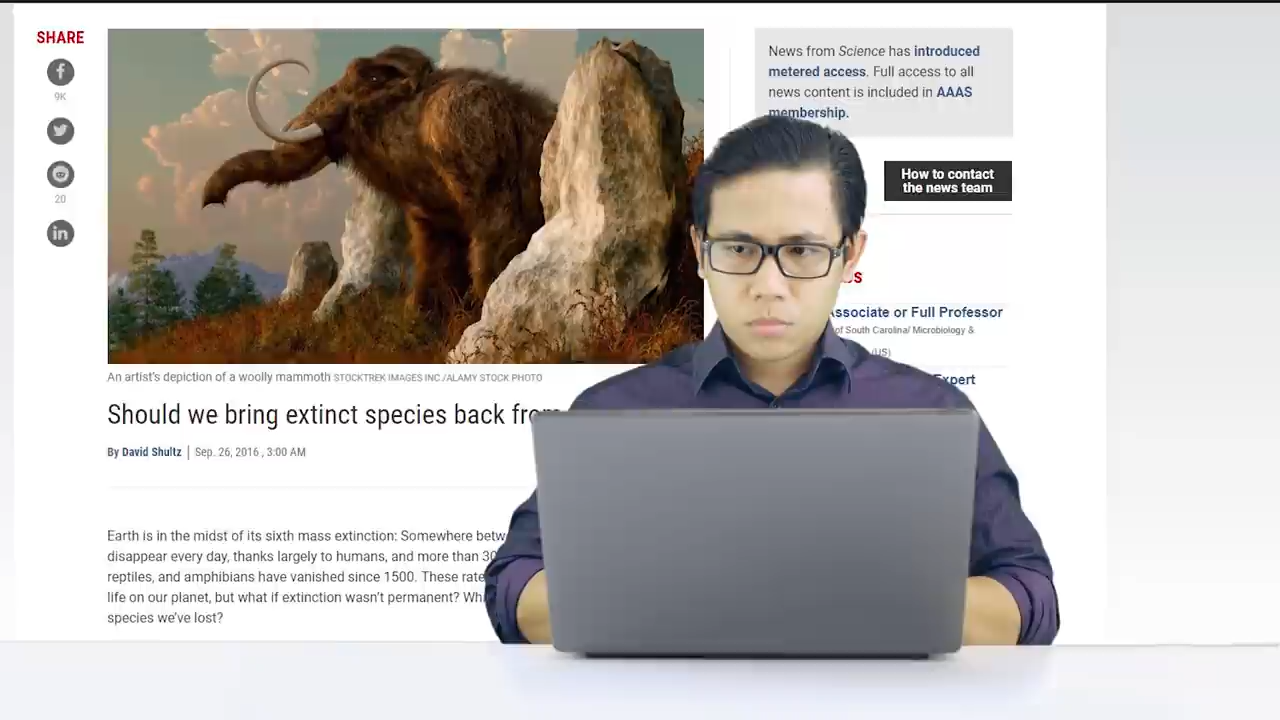 SHARE
9K
20
in
News from Science has introduced
metered access. Full access to all
news content is included in AAAS
membership.
How to contact
the news team
S
Associate or Full Professor
of South Carolina/ Microbiology &
(US)
Expert
An artist's depiction of a woolly mammoth STOCKTREK IMAGES INC./ALAMY STOCK PHOTO
Should we bring extinct species back from
By David Shultz | Sep. 26, 2016 , 3:00 AM
Earth is in the midst of its sixth mass extinction: Somewhere
disappear every day, thanks largely to humans, and more than
reptiles, and amphibians have vanished since 1500. These
life on our planet, but what if extinction wasn't permanent?
species we've lost?